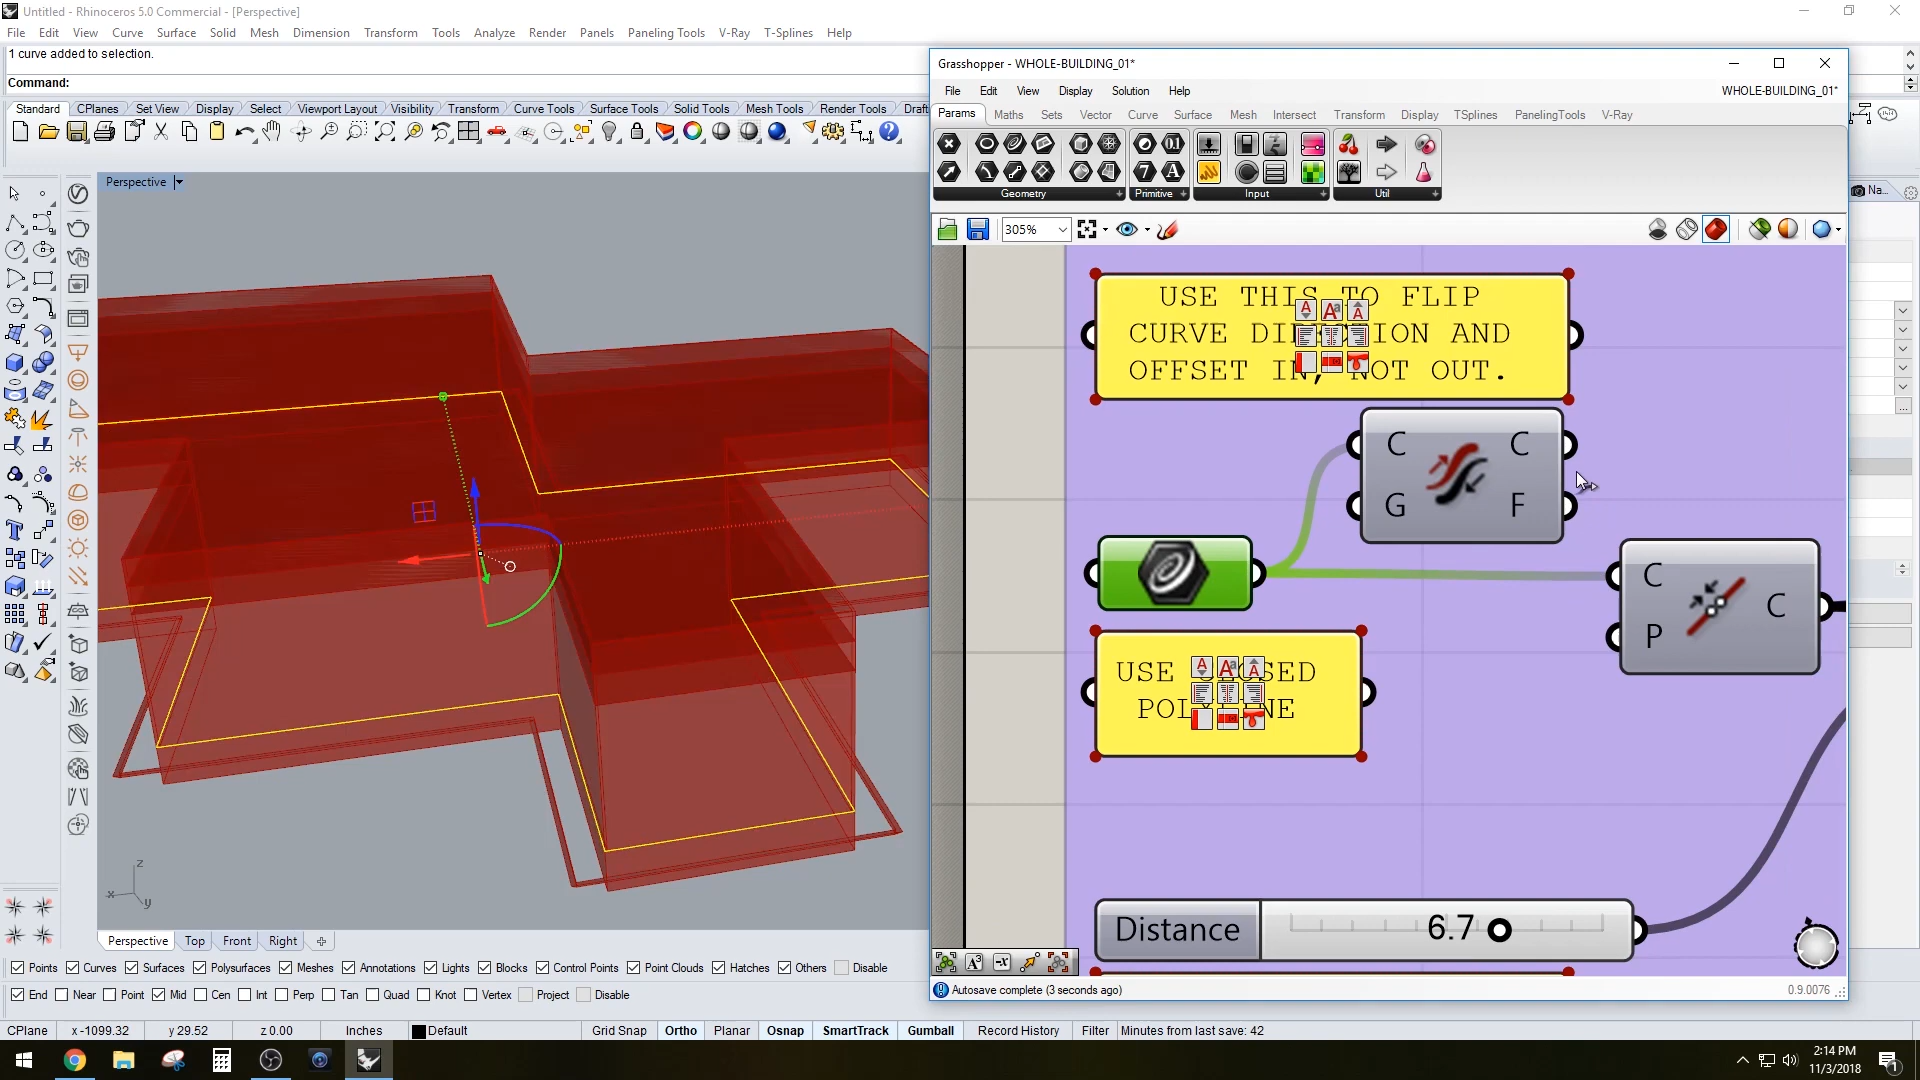 Untitled - Rhinoceros 5.0 Commercial - [Perspective]
File Edit View Curve Surface Solid Mesh Dimension Transform Tools Analyze Render Panels Paneling Tools V-Ray T-Splines Help
1 curve added to selection.
Command:
Standard CPlanes Set View Display Select Viewport Layout Visibility Transform Curve Tools Surface Tools Solid Tools Mesh Tools Render Tools Draft
Perspective
Na...
Grasshopper - WHOLE-BUILDING_01*
File Edit View Display Solution Help
WHOLE-BUILDING_01*
Params Maths Sets Vector Curve Surface Mesh Intersect Transform Display TSplines PanelingTools V-Ray
Geometry Primitive Input Util
305%
USE THIS TO FLIP
CURVE DIRECTION AND
OFFSET IN, NOT OUT.
C C
G F
C
C
P
USE CLOSED
POLYLINE
Distance 6.7
Autosave complete (3 seconds ago)
0.9.0076
z
x
y
Perspective Top Front Right
Points Curves Surfaces Polysurfaces Meshes Annotations Lights Blocks Control Points Point Clouds Hatches Others Disable
End Near Point Mid Cen Int Perp Tan Quad Knot Vertex Project Disable
CPlane x -1099.32 y 29.52 z 0.00 Inches Default Grid Snap Ortho Planar Osnap SmartTrack Gumball Record History Filter Minutes from last save: 42
2:14 PM
11/3/2018
1